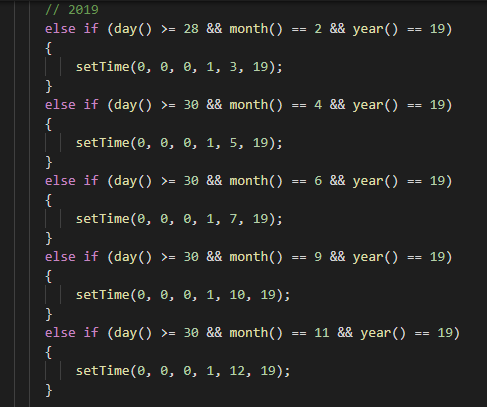 // 2019
else if (day() >= 28 && month() == 2 && year() == 19)
{
setTime(0, 0, 0, 1, 3, 19);
}
else if (day() >= 30 && month() == 4 && year() == 19)
{
setTime(0, 0, 0, 1, 5, 19);
}
else if (day() >= 30 && month() == 6 && year() == 19)
{
setTime(0, 0, 0, 1, 7, 19);
}
else if (day() >= 30 && month() == 9 && year() == 19)
{
setTime(0, 0, 0, 1, 10, 19);
}
else if (day() >= 30 && month() == 11 && year() == 19)
{
setTime(0, 0, 0, 1, 12, 19);
}